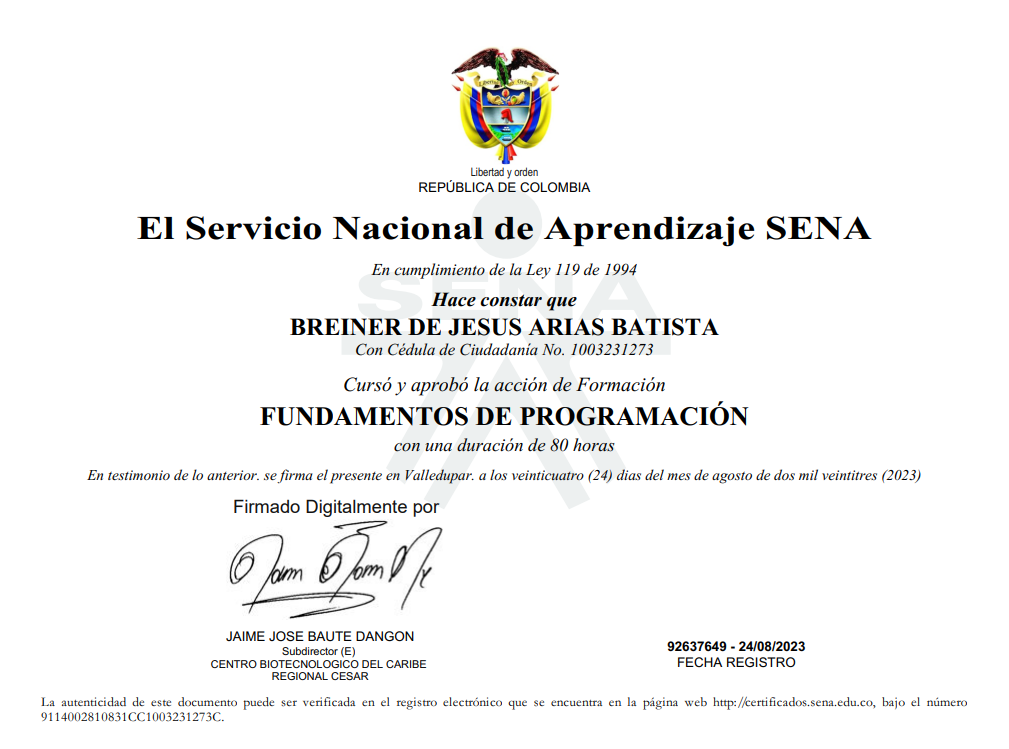 Libertad y Orden
Libertad y orden
REPÚBLICA DE COLOMBIA
El Servicio Nacional de Aprendizaje SENA
En cumplimiento de la Ley 119 de 1994
SENA
Hace constar que
BREINER DE JESUS ARIAS BATISTA
Con Cédula de Ciudadanía No. 1003231273
Cursó y aprobó la acción de Formación
FUNDAMENTOS DE PROGRAMACIÓN
con una duración de 80 horas
En testimonio de lo anterior. se firma el presente en Valledupar. a los veinticuatro (24) dias del mes de agosto de dos mil veintitres (2023)
Firmado Digitalmente por
JAIME JOSE BAUTE DANGON
Subdirector (E)
CENTRO BIOTECNOLOGICO DEL CARIBE
REGIONAL CESAR
92637649 - 24/08/2023
FECHA REGISTRO
La autenticidad de este documento puede ser verificada en el registro electrónico que se encuentra en la página web http://certificados.sena.edu.co, bajo el número
9114002810831CC1003231273C.